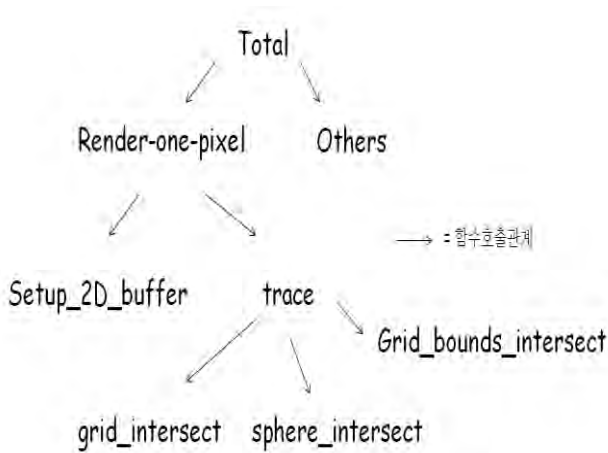 Total
Render-one-pixel
Others
= 함수호출관계
Setup_2D_buffer
trace
Grid_bounds_intersect
grid_intersect
sphere_intersect